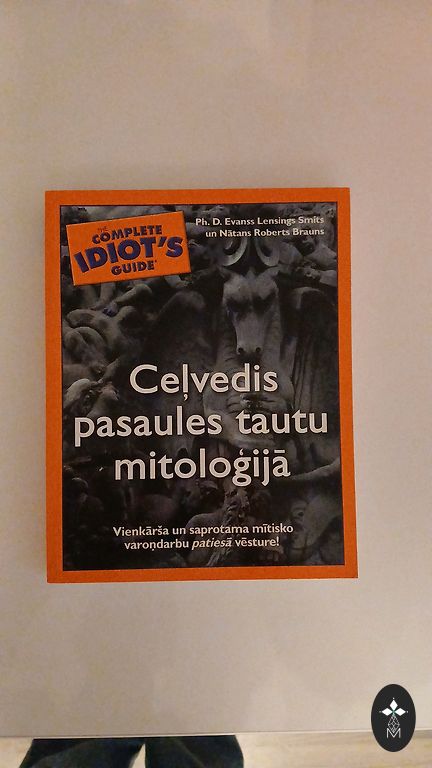 THE
COMPLETE
IDIOT'S
GUIDE®
Ph. D. Evanss Lensings Smits
un Nātans Roberts Brauns
Ceļvedis
pasaules tautu
mitoloģijā
Vienkārša un saprotama mītisko
varoņdarbu patiesā vēsture!
M